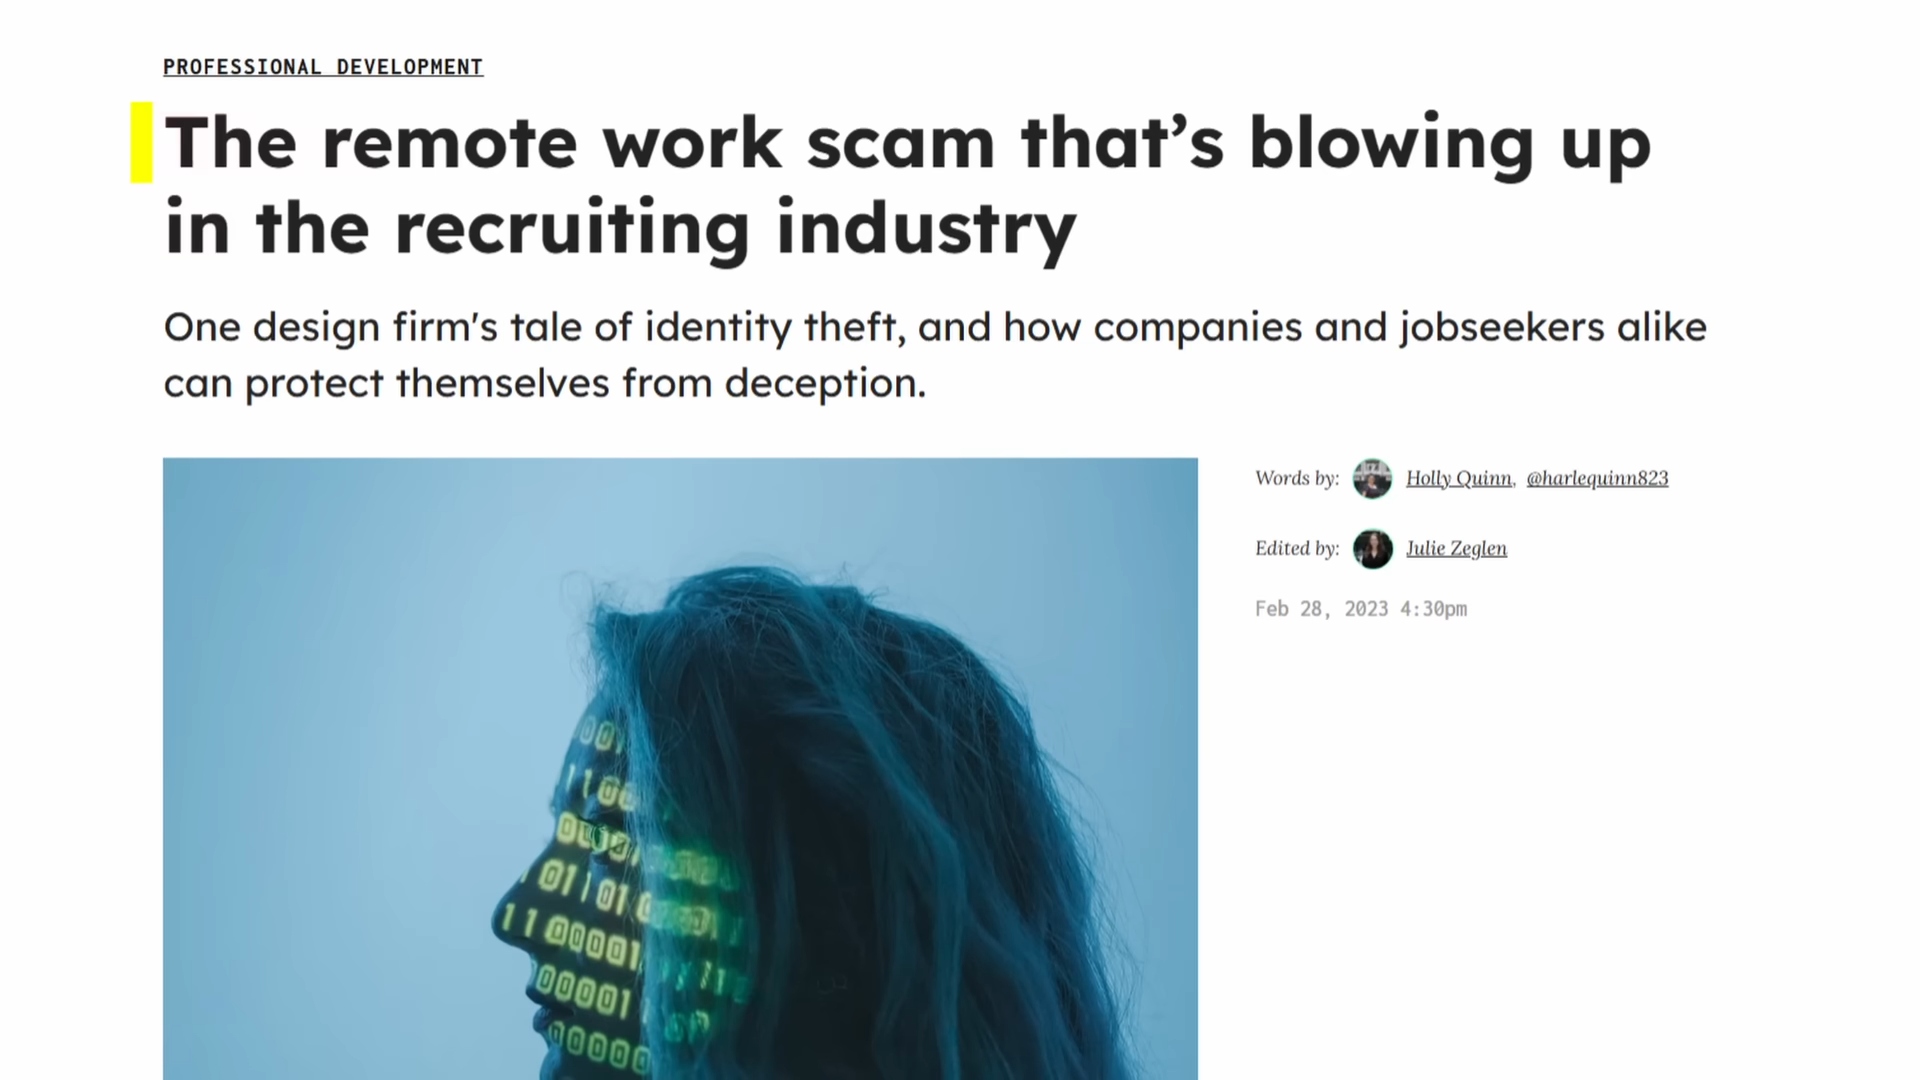 PROFESSIONAL DEVELOPMENT
The remote work scam that’s blowing up
in the recruiting industry
One design firm's tale of identity theft, and how companies and jobseekers alike
can protect themselves from deception.
Words by: Holly Quinn, @harlequinn823
Edited by: Julie Zeglen
Feb 28, 2023 4:30pm